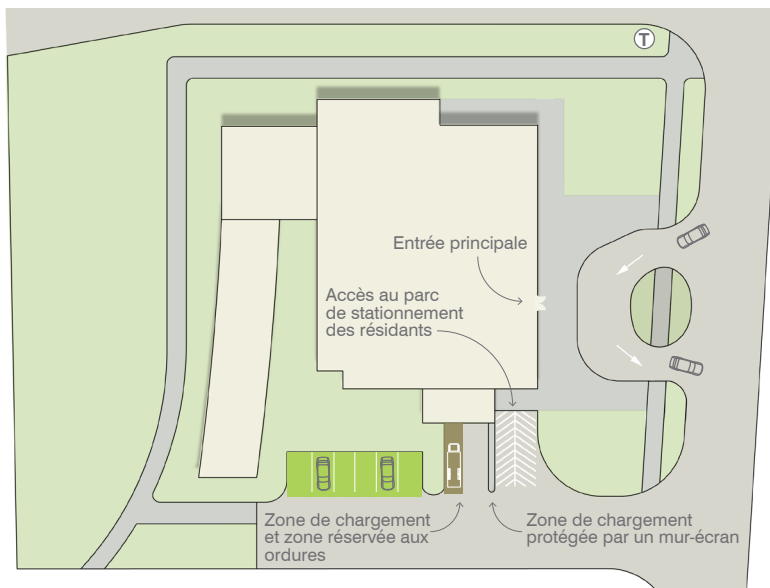 T
Entrée principale
Accès au parc
de stationnement
des résidants
Zone de chargement
et zone réservée aux
ordures
Zone de chargement
protégée par un mur-écran